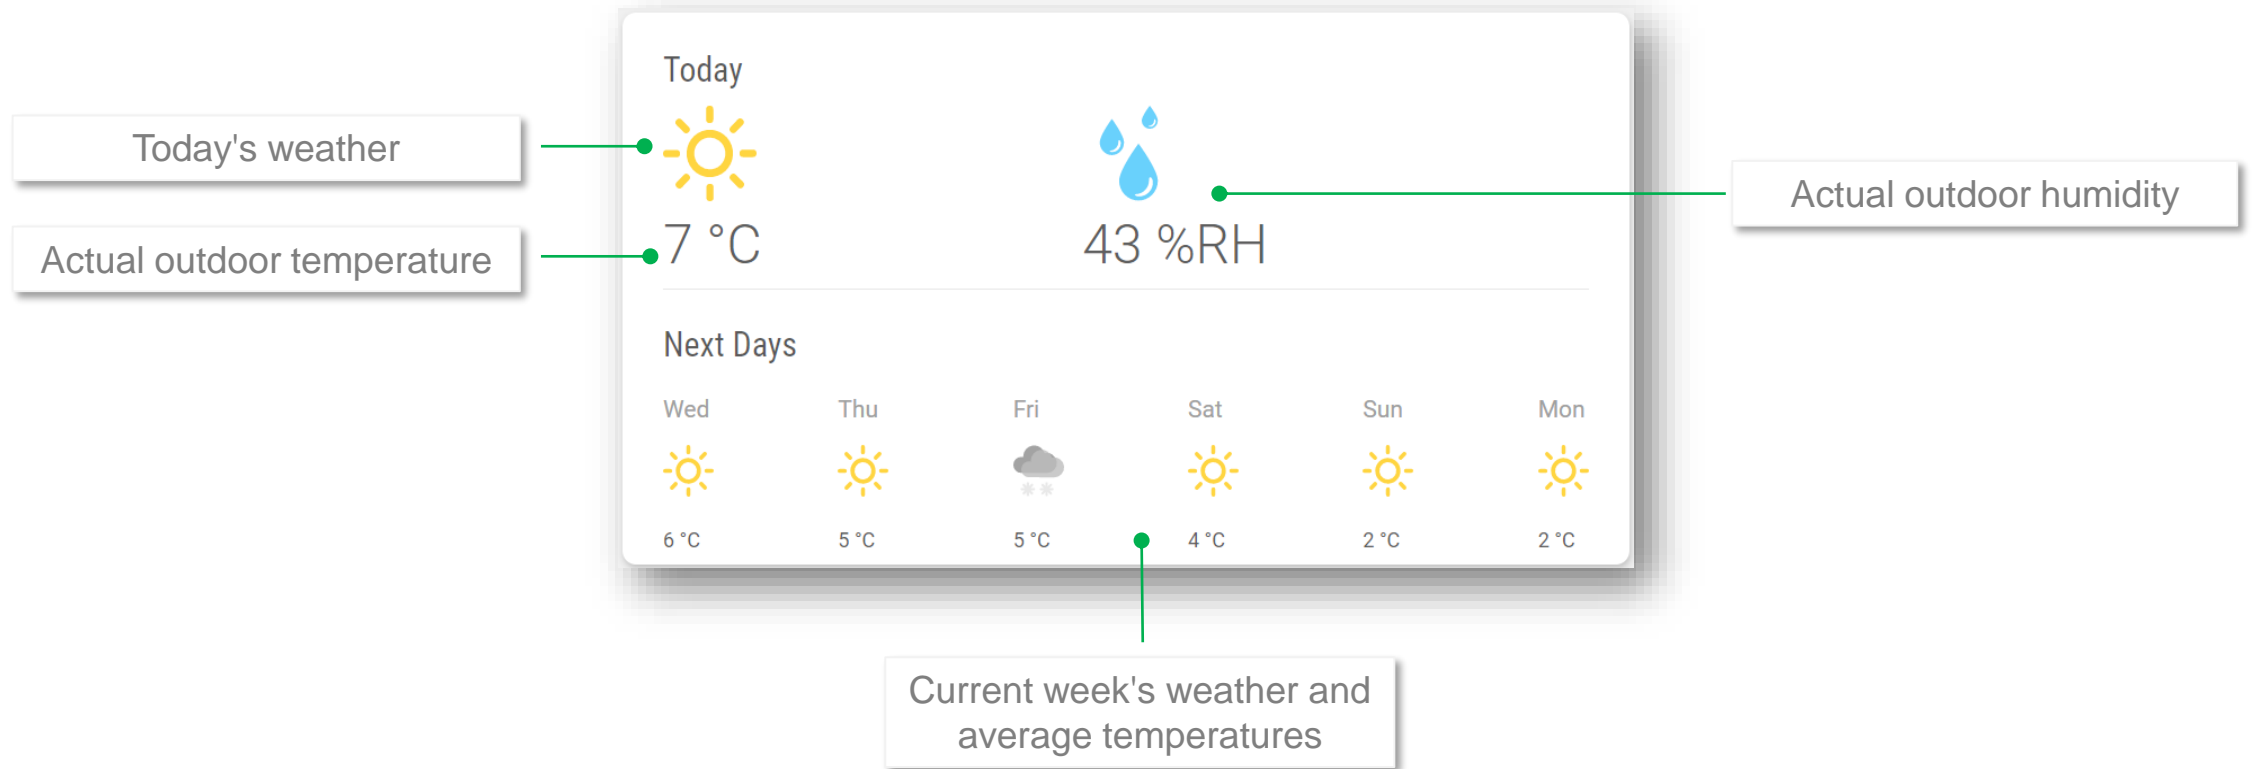 Today
Today's weather
Actual outdoor humidity
7 °C
43 %RH
Actual outdoor temperature
Next Days
Wed Thu Fri Sat Sun Mon
6 °C 5 °C 5 °C 4 °C 2 °C 2 °C
Current week's weather and
average temperatures